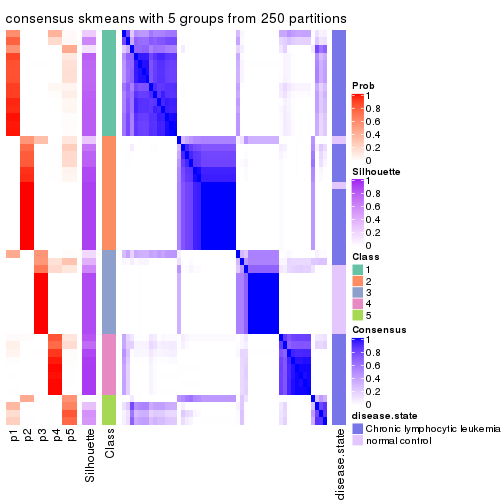 consensus skmeans with 5 groups from 250 partitions
Prob
1
0.8
0.6
0.4
0.2
0
Silhouette
1
0.8
0.6
0.4
0.2
0
Class
1
2
3
4
5
Consensus
1
0.8
0.6
0.4
0.2
0
disease.state
Chronic lymphocytic leukemia
normal control
p1
p2
p3
p4
p5
Silhouette
Class
disease.state